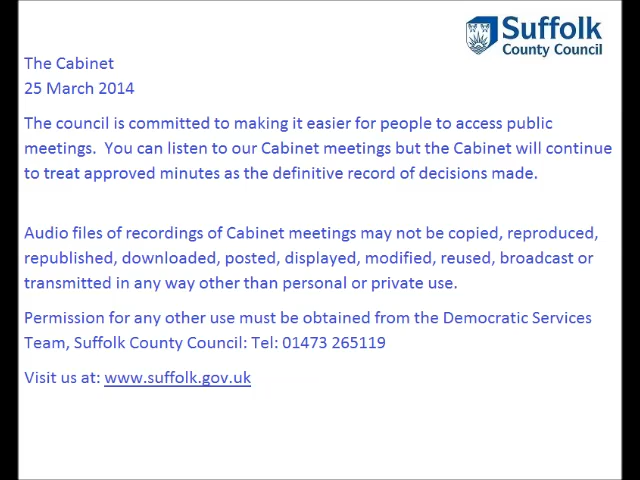 Suffolk
County Council
The Cabinet
25 March 2014
The council is committed to making it easier for people to access public
meetings.  You can listen to our Cabinet meetings but the Cabinet will continue
to treat approved minutes as the definitive record of decisions made.
Audio files of recordings of Cabinet meetings may not be copied, reproduced,
republished, downloaded, posted, displayed, modified, reused, broadcast or
transmitted in any way other than personal or private use.
Permission for any other use must be obtained from the Democratic Services
Team, Suffolk County Council: Tel: 01473 265119
Visit us at: www.suffolk.gov.uk